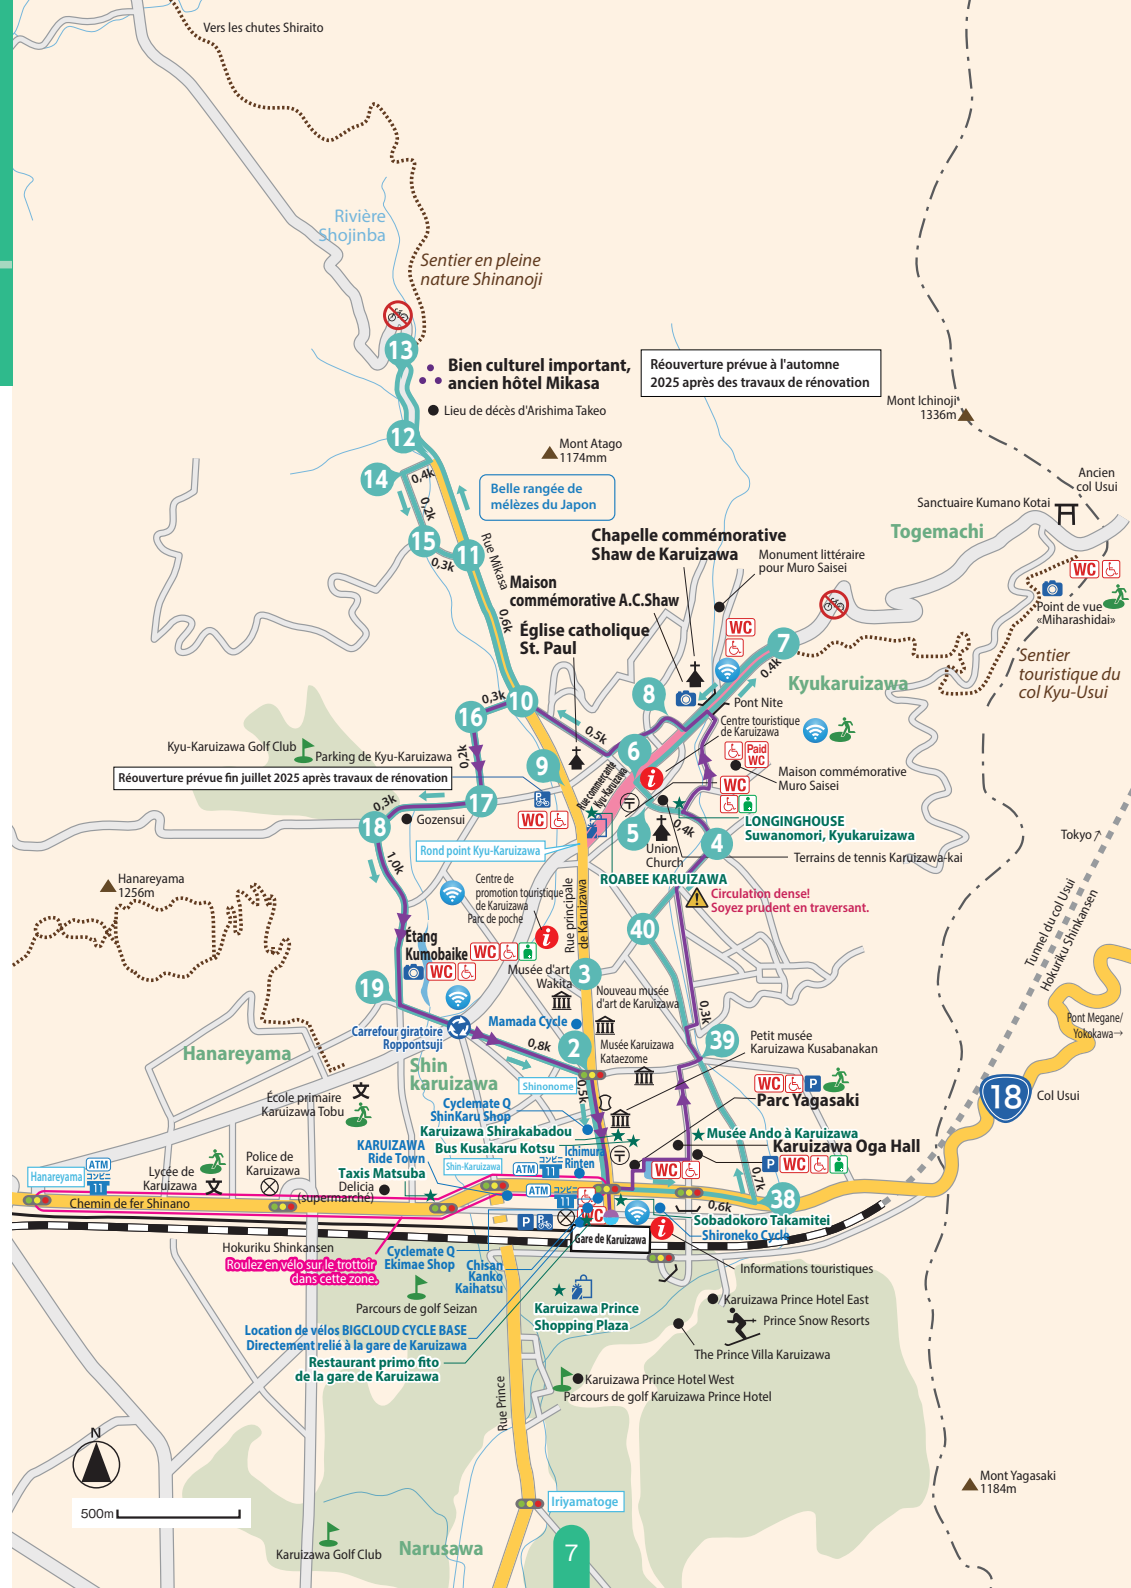 Vers les chutes Shiraito
Rivière
Shojinba
Sentier en pleine
nature Shinanoji
13
Bien culturel important,
ancien hôtel Mikasa
Réouverture prévue à l'automne
2025 après des travaux de rénovation
Lieu de décès d'Arishima Takeo
Mont Ichinoji
1336m
12
Mont Atago
1174mm
14
0,4k
0,2k
Belle rangée de
mélèzes du Japon
Ancien
col Usui
Sanctuaire Kumano Kotai
Togemachi
15
11
0,3k
Rue Mikasa
0,6k
Chapelle commémorative
Shaw de Karuizawa
Monument littéraire
pour Muro Saisei
Maison
commémorative A.C.Shaw
Église catholique
St. Paul
WC
WC
Point de vue
«Miharashidai»
7
0.4k
Sentier
touristique du
col Kyu-Usui
Kyukaruizawa
8
Pont Nite
10
0,3k
16
0,5k
0,2k
6
Centre touristique
de Karuizawa
Paid
WC
Kyu-Karuizawa Golf Club
Parking de Kyu-Karuizawa
9
Rue commerçante
Kyu-Karuizawa
Maison commémorative
Muro Saisei
WC
Réouverture prévue fin juillet 2025 après travaux de rénovation
P
WC
17
0,3k
18
Gozensui
5
0,4k
4
LONGINGHOUSE
Suwanomori, Kyukaruizawa
Rond point Kyu-Karuizawa
Union
Church
Terrains de tennis Karuizawa-kai
Tokyo
1,0k
ROABEE KARUIZAWA
Circulation dense!
Soyez prudent en traversant.
Hanareyama
1256m
Centre de
promotion touristique
de Karuizawa
Parc de poche
Rue principale
de Karuizawa
40
Tunnel du col Usui
Hokuriku Shinkansen
Étang
Kumobaike
WC
WC
Musée d'art
Wakita
3
19
Nouveau musée
d'art de Karuizawa
0,3k
Carrefour giratoire
Roppontsuji
Mamada Cycle
Pont Megane/
Yokokawa→
0,8k
2
39
Petit musée
Karuizawa Kusabanakan
Hanareyama
Shin
karuizawa
Musée Karuizawa
Kataezome
Shinonome
0,5k
WC
P
Parc Yagasaki
18
Col Usui
École primaire
Karuizawa Tobu
Cyclemate Q
ShinKaru Shop
Karuizawa Shirakabadou
Bus Kusakaru Kotsu
Musée Ando à Karuizawa
Karuizawa Oga Hall
KARUIZAWA
Ride Town
Taxis Matsuba
Shin-Karuizawa
Ichimura
Rinten
WC
P
WC
Hanareyama
ATM
コンビニ
11
Lycée de
Karuizawa
Police de
Karuizawa
Delicia
(supermarché)
ATM
コンビニ
11
ATM
コンビニ
11
0,7k
38
0,6k
Chemin de fer Shinano
P
P
WC
Sobadokoro Takamitei
Shironeko Cycle
Gare de Karuizawa
Hokuriku Shinkansen
Roulez en vélo sur le trottoir
dans cette zone.
Cyclemate Q
Ekimae Shop
Chisan
Kanko
Kaihatsu
Informations touristiques
Parcours de golf Seizan
Karuizawa Prince
Shopping Plaza
Karuizawa Prince Hotel East
Prince Snow Resorts
Location de vélos BIGCLOUD CYCLE BASE
Directement relié à la gare de Karuizawa
The Prince Villa Karuizawa
Restaurant primo fito
de la gare de Karuizawa
Karuizawa Prince Hotel West
Parcours de golf Karuizawa Prince Hotel
Rue Prince
N
500m
Iriyamatoge
Mont Yagasaki
1184m
Karuizawa Golf Club
Narusawa
7